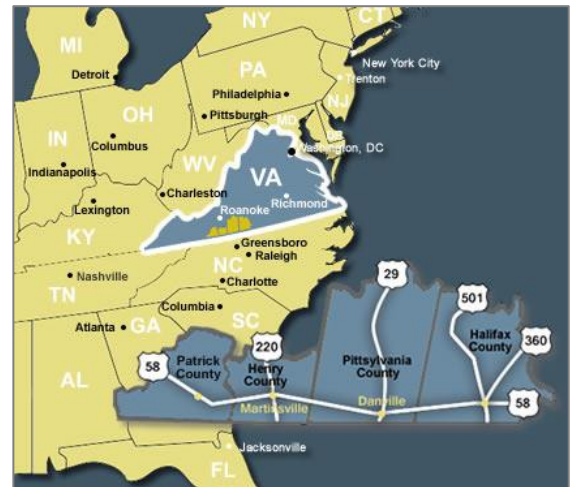 NY
CT
MI
New York City
Detroit
PA
Trenton
Philadelphia
NJ
OH
Pittsburgh
MD
DE
IN
Columbus
Washington, DC
WV
Indianapolis
VA
Charleston
Richmond
Lexington
Roanoke
KY
Greensboro
Raleigh
Nashville
NC
29
Charlotte
TN
501
Columbia
SC
Halifax
County
Atlanta
GA
220
360
Patrick
County
Pittsylvania
County
58
Henry
County
AL
Martinsville
Danville
58
Jacksonville
FL